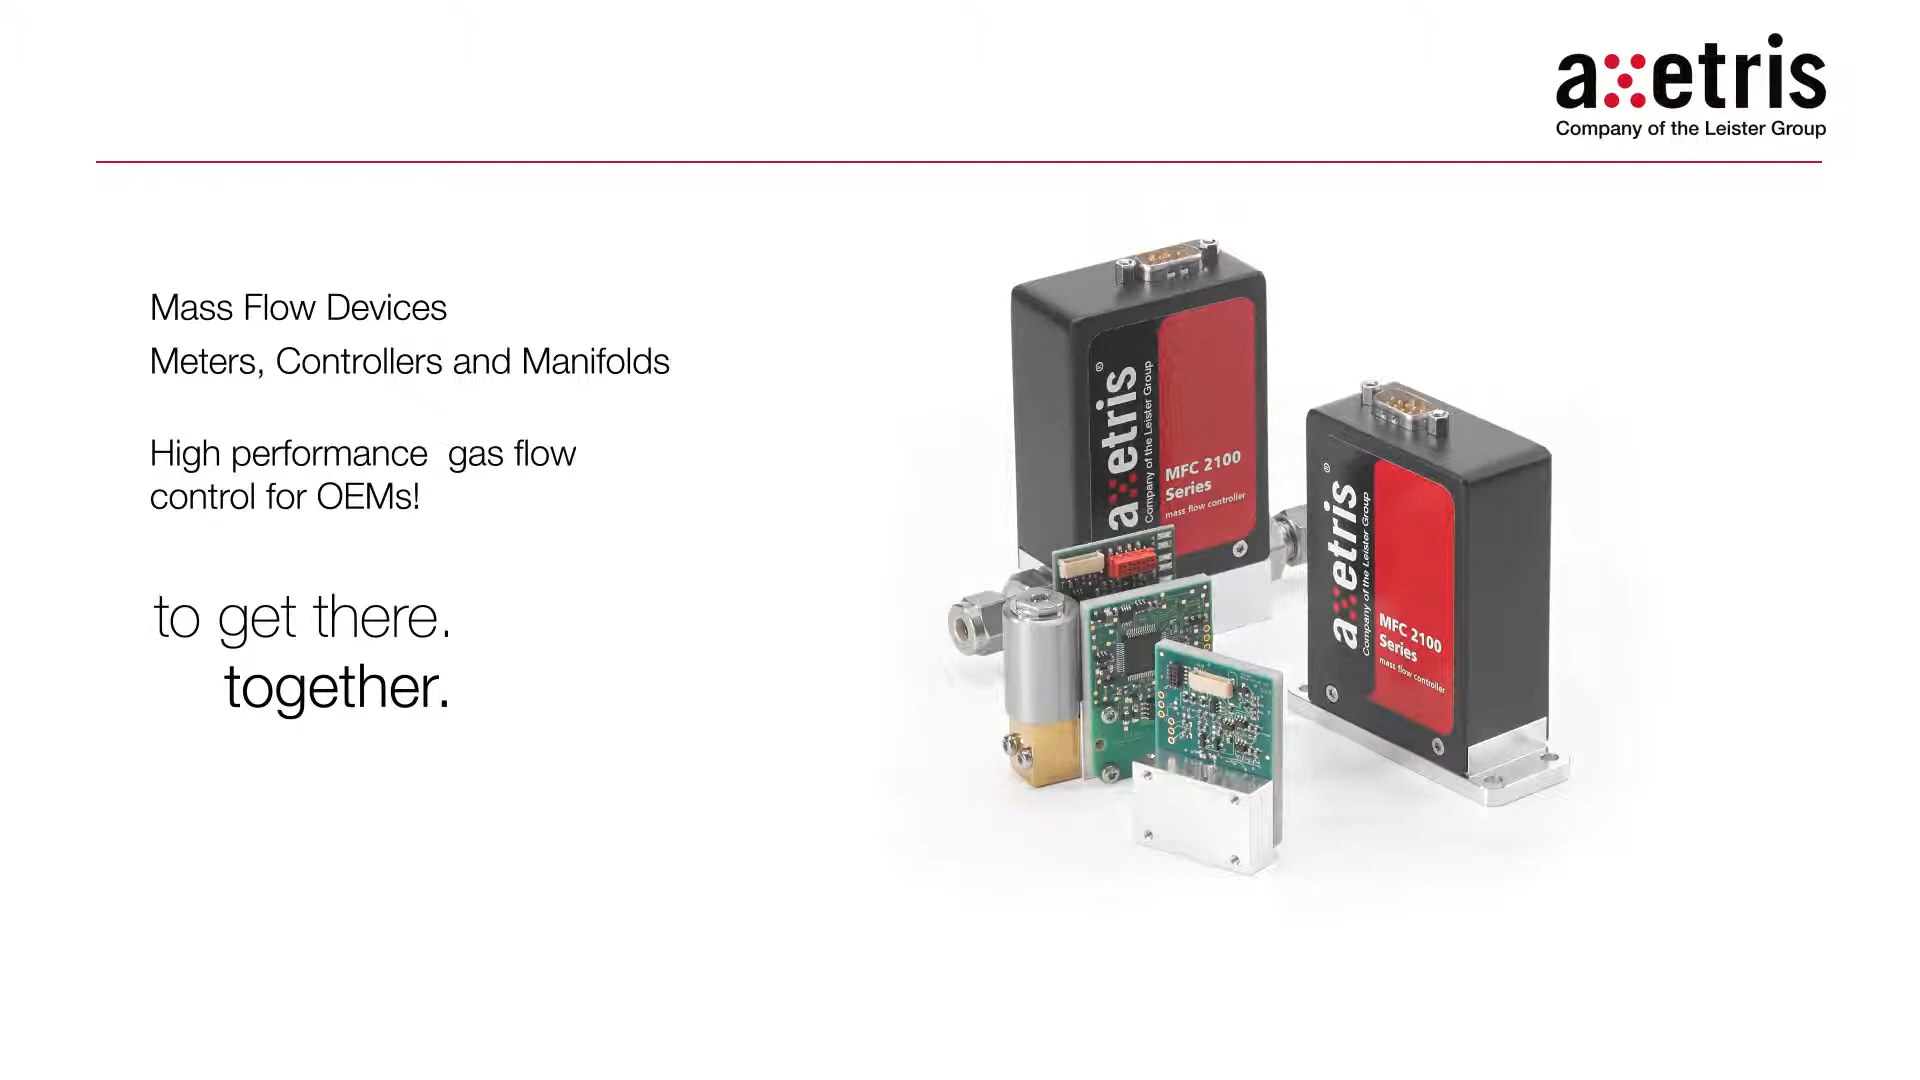 axetris
Company of the Leister Group
Mass Flow Devices
Meters, Controllers and Manifolds
High performance  gas flow
control for OEMs!
to get there.
together.
axetris®
Company of the Leister Group
MFC 2100
Series
mass flow controller
axetris®
Company of the Leister Group
MFC 2100
Series
mass flow controller